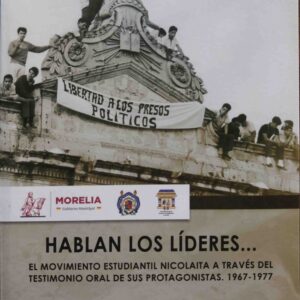 LIBERTAD A LOS PRESOS
POLITICOS
MORELIA
HABLAN LOS LÍDERES...
EL MOVIMIENTO ESTUDIANTIL NICOLAITA A TRAVÉS DEL
TESTIMONIO ORAL DE SUS PROTAGONISTAS. 1967-1977